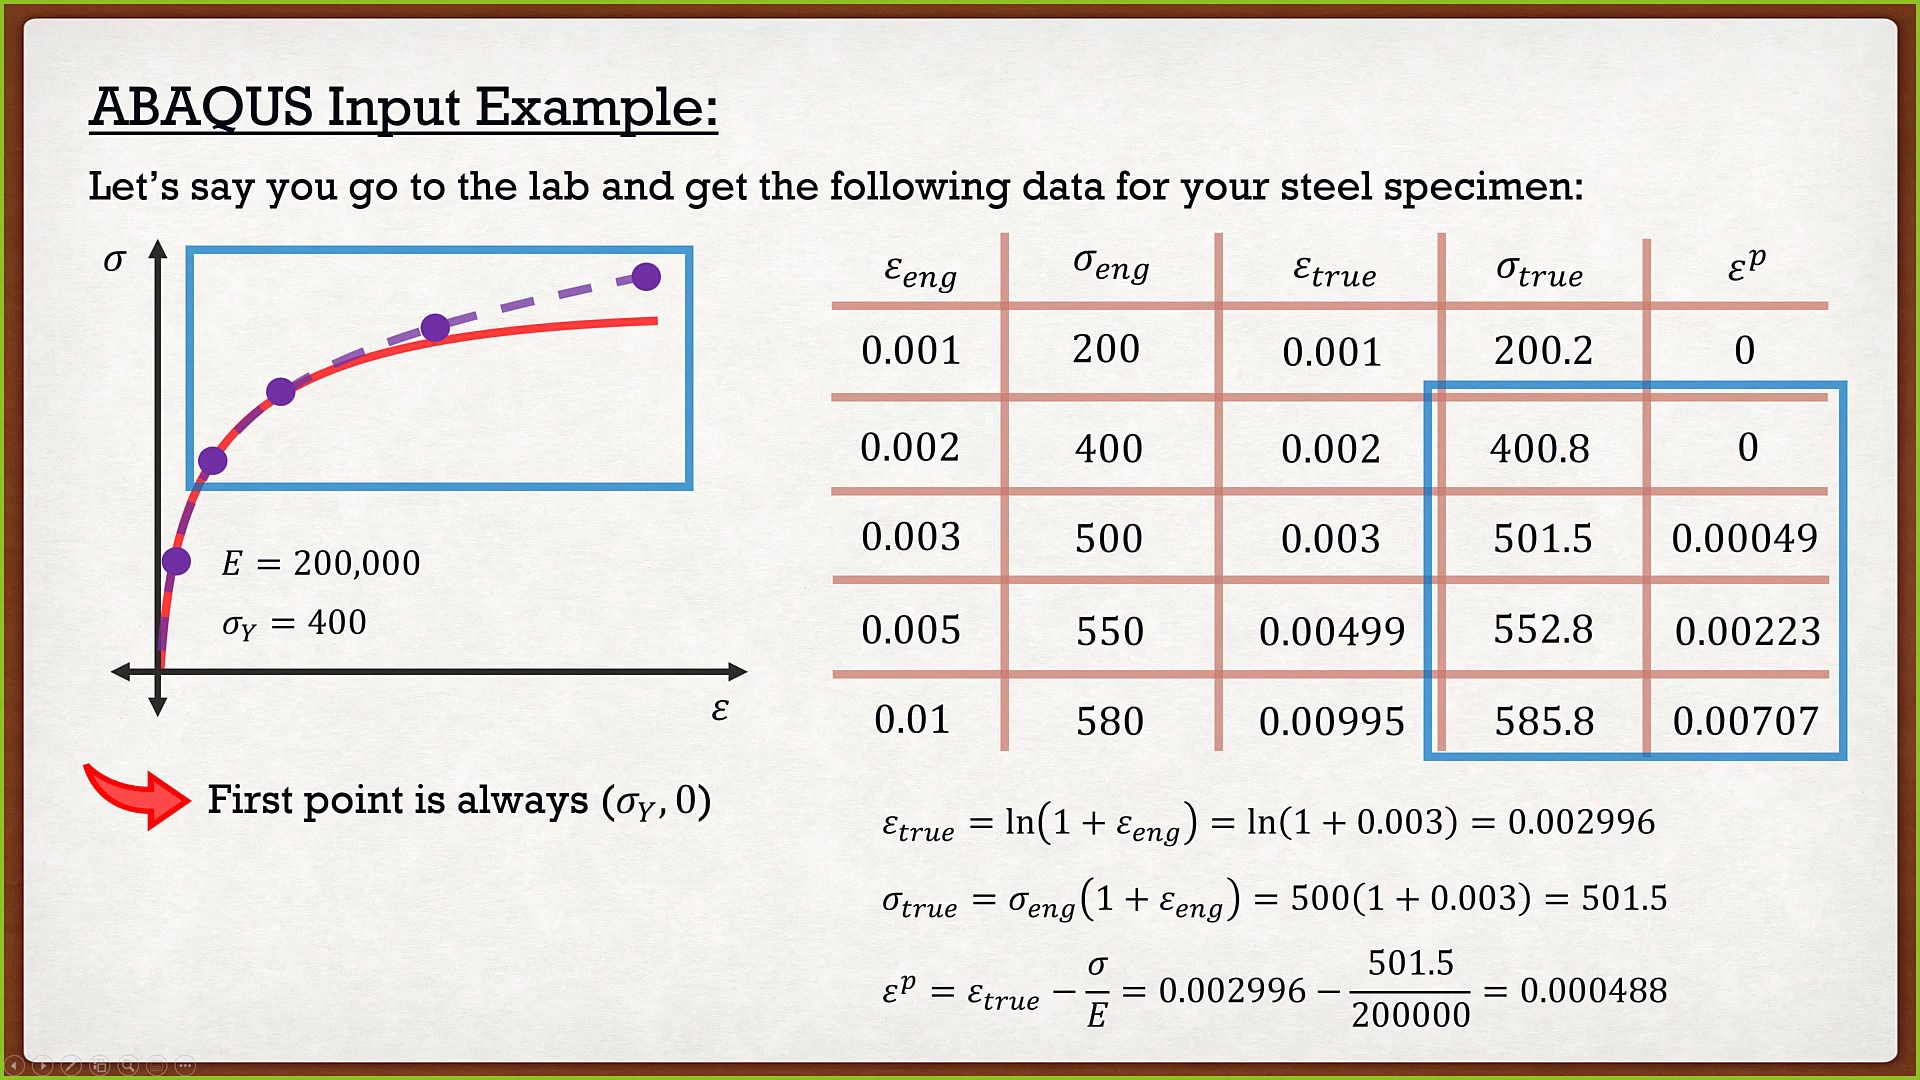 ABAQUS Input Example:
Let's say you go to the lab and get the following data for your steel specimen:
σ
E = 200,000
σ_Y = 400
ε
First point is always (σ_Y, 0)
ε_eng σ_eng ε_true σ_true ε^p
0.001 200 0.001 200.2 0
0.002 400 0.002 400.8 0
0.003 500 0.003 501.5 0.00049
0.005 550 0.00499 552.8 0.00223
0.01 580 0.00995 585.8 0.00707
ε_true = ln(1 + ε_eng) = ln(1 + 0.003) = 0.002996
σ_true = σ_eng(1 + ε_eng) = 500(1 + 0.003) = 501.5
ε^p = ε_true − σ/E = 0.002996 − 501.5/200000 = 0.000488